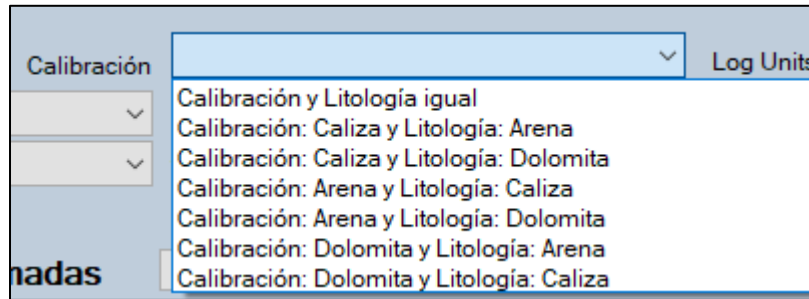 Calibración
Log Units
Calibración y Litología igual
Calibración: Caliza y Litología: Arena
Calibración: Caliza y Litología: Dolomita
Calibración: Arena y Litología: Caliza
Calibración: Arena y Litología: Dolomita
Calibración: Dolomita y Litología: Arena
Calibración: Dolomita y Litología: Caliza
madas